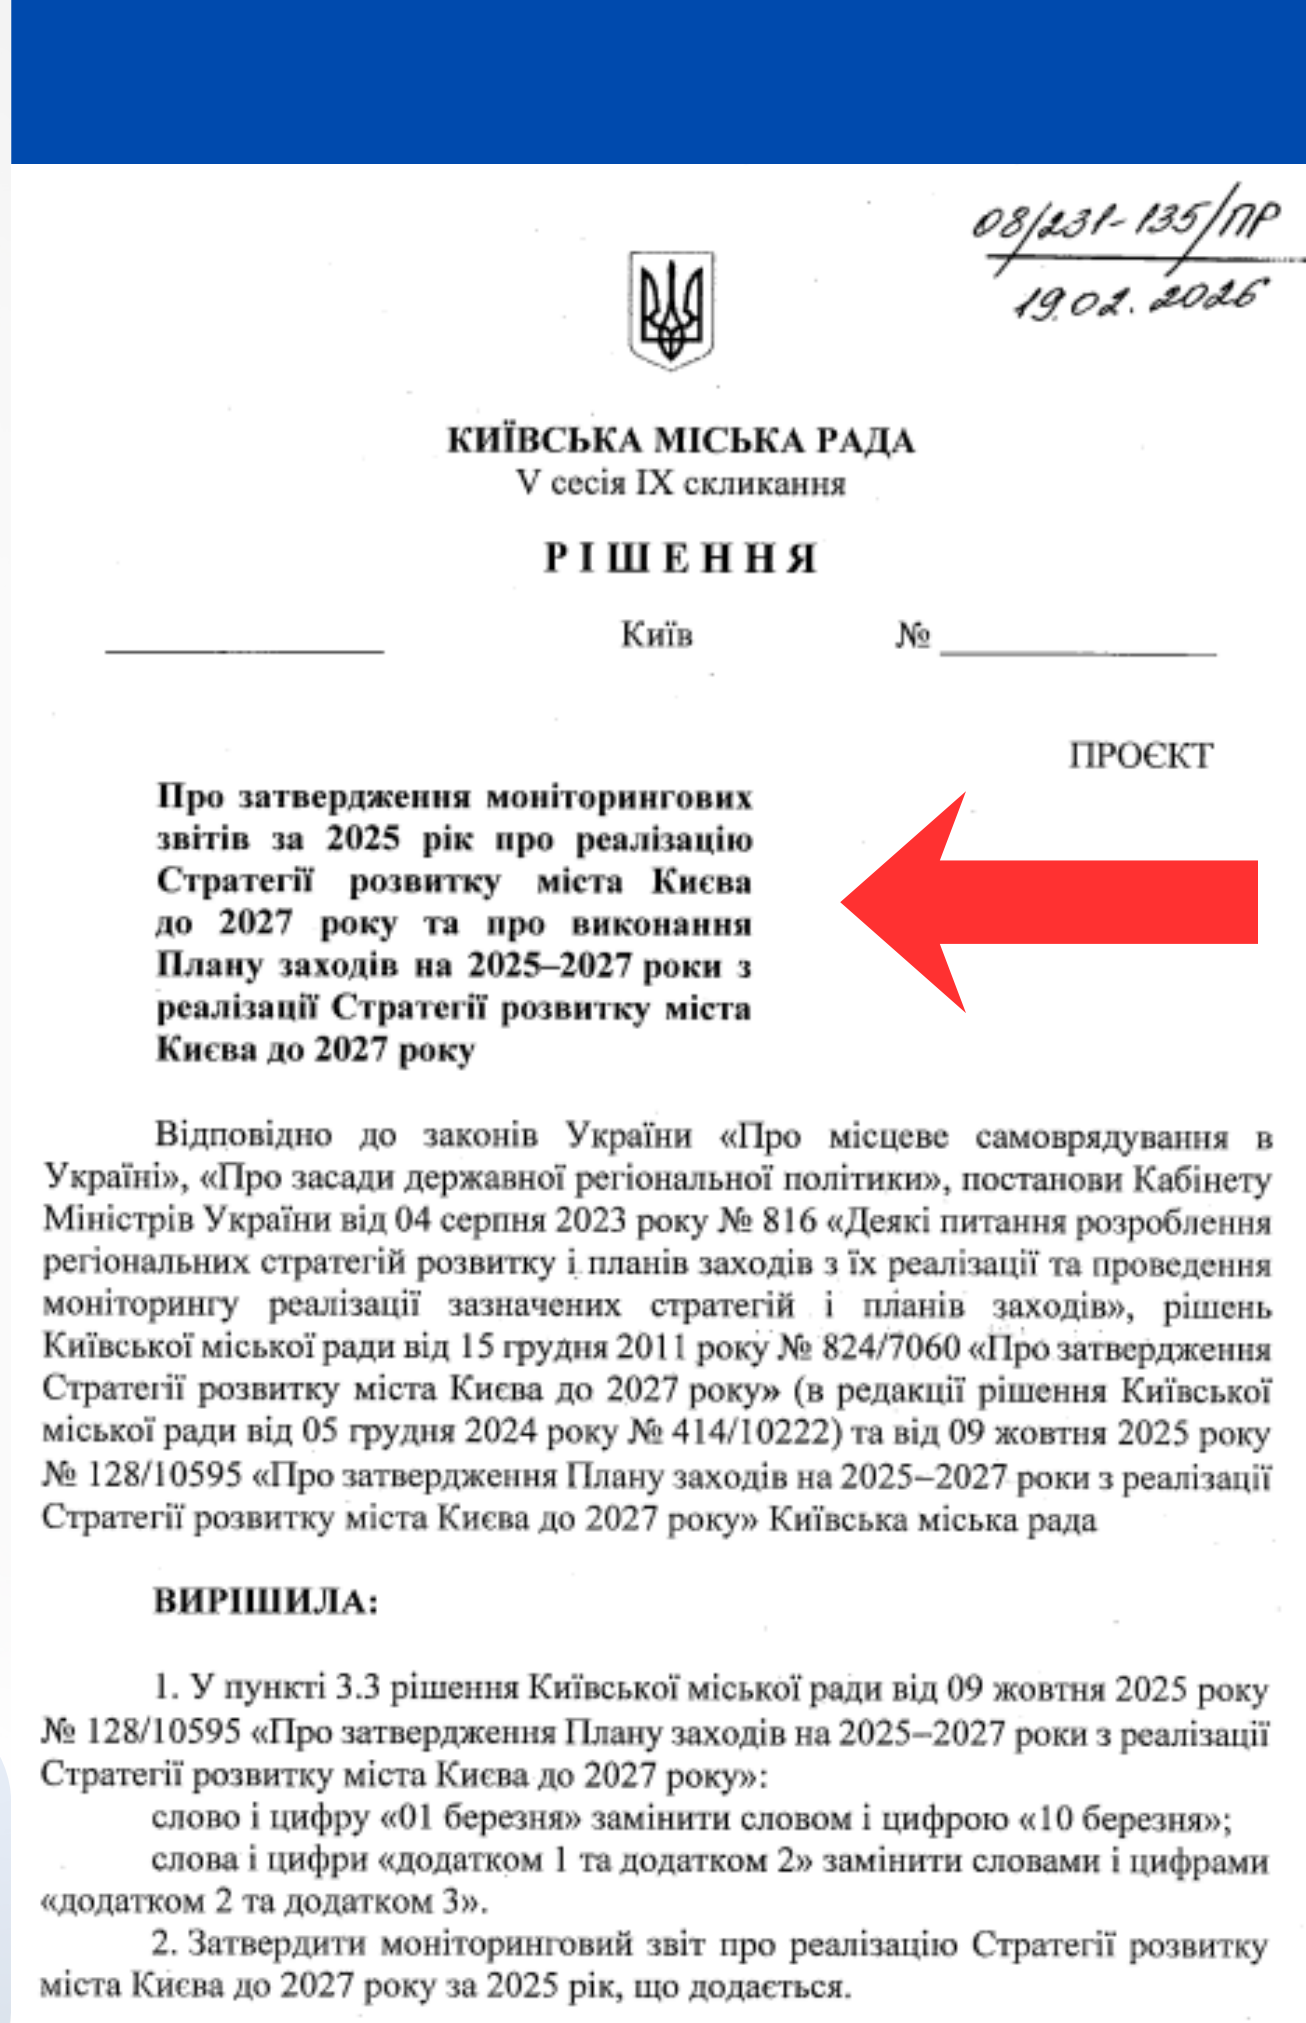 08/231-135/ПР
19.02.2026
КИЇВСЬКА МІСЬКА РАДА
V сесія IX скликання
РІШЕННЯ
Київ №
ПРОЄКТ
Про затвердження моніторингових
звітів за 2025 рік про реалізацію
Стратегії розвитку міста Києва
до 2027 року та про виконання
Плану заходів на 2025–2027 роки з
реалізації Стратегії розвитку міста
Києва до 2027 року
Відповідно до законів України «Про місцеве самоврядування в
Україні», «Про засади державної регіональної політики», постанови Кабінету
Міністрів України від 04 серпня 2023 року № 816 «Деякі питання розроблення
регіональних стратегій розвитку і планів заходів з їх реалізації та проведення
моніторингу реалізації зазначених стратегій і планів заходів», рішень
Київської міської ради від 15 грудня 2011 року № 824/7060 «Про затвердження
Стратегії розвитку міста Києва до 2027 року» (в редакції рішення Київської
міської ради від 05 грудня 2024 року № 414/10222) та від 09 жовтня 2025 року
№ 128/10595 «Про затвердження Плану заходів на 2025–2027 роки з реалізації
Стратегії розвитку міста Києва до 2027 року» Київська міська рада
ВИРІШИЛА:
1. У пункті 3.3 рішення Київської міської ради від 09 жовтня 2025 року
№ 128/10595 «Про затвердження Плану заходів на 2025–2027 роки з реалізації
Стратегії розвитку міста Києва до 2027 року»:
слово і цифру «01 березня» замінити словом і цифрою «10 березня»;
слова і цифри «додатком 1 та додатком 2» замінити словами і цифрами
«додатком 2 та додатком 3».
2. Затвердити моніторинговий звіт про реалізацію Стратегії розвитку
міста Києва до 2027 року за 2025 рік, що додається.